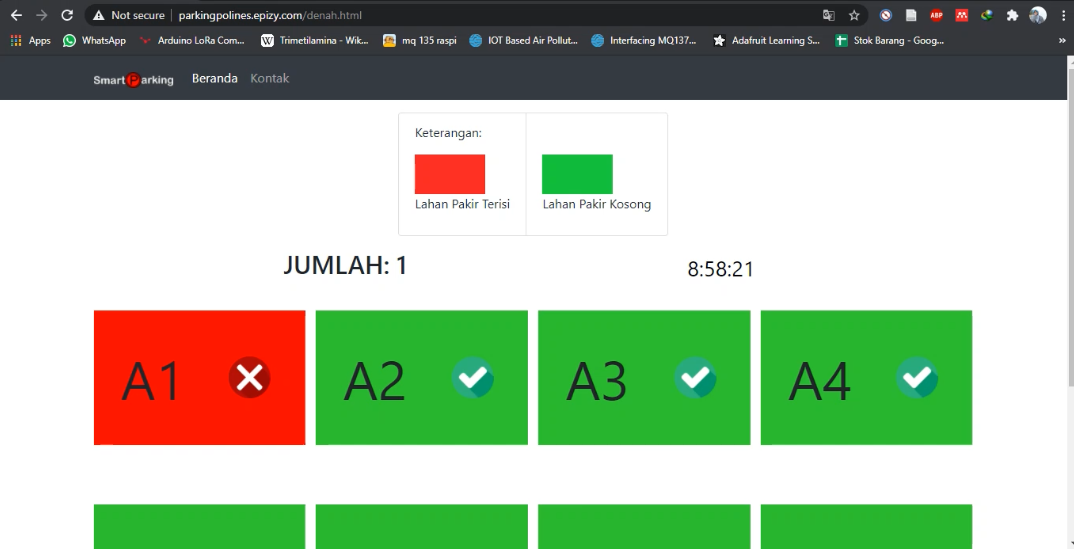 Not secure | parkingpolines.epizy.com/denah.html
ABP
Apps WhatsApp Arduino LoRa Com... Trimetilamina - Wik... mq 135 raspi IOT Based Air Pollut... Interfacing MQ137... Adafruit Learning S... Stok Barang - Goog... »
SmartParking Beranda Kontak
Keterangan:
Lahan Pakir Terisi Lahan Pakir Kosong
JUMLAH: 1 8:58:21
A1 A2 A3 A4